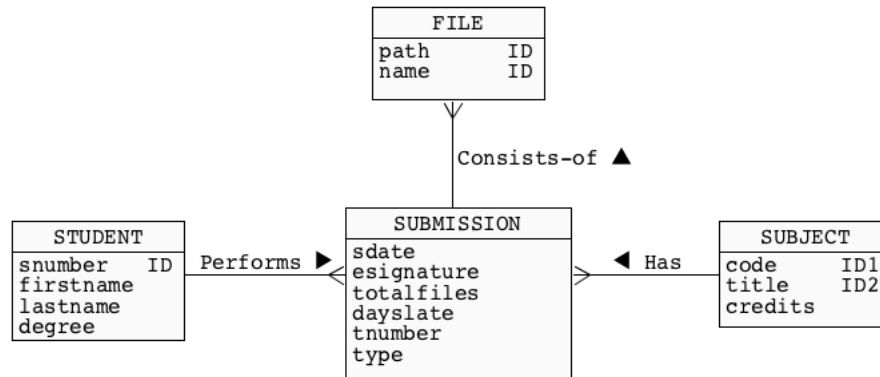 FILE
path ID
name ID
Consists-of ▲
STUDENT
snumber ID
firstname
lastname
degree
Performs ▶
SUBMISSION
sdate
esignature
totalfiles
dayslate
tnumber
type
◀ Has
SUBJECT
code ID1
title ID2
credits